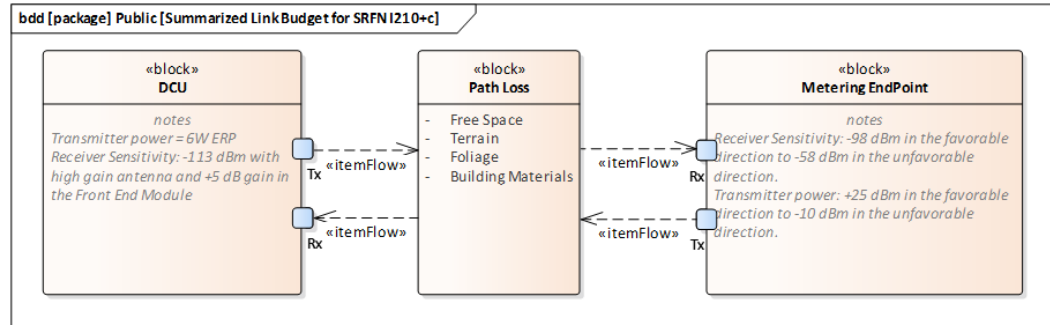 bdd [package] Public [Summarized Link Budget for SRFN I210+c]
«block»
DCU
notes
Transmitter power = 6W ERP
Receiver Sensitivity: -113 dBm with
high gain antenna and +5 dB gain in
the Front End Module
Tx
Rx
«itemFlow»
«itemFlow»
«block»
Path Loss
- Free Space
- Terrain
- Foliage
- Building Materials
«itemFlow»
«itemFlow»
«block»
Metering EndPoint
notes
Receiver Sensitivity: -98 dBm in the favorable
direction to -58 dBm in the unfavorable
direction.
Transmitter power: +25 dBm in the favorable
direction to -10 dBm in the unfavorable
direction.
Rx
Tx